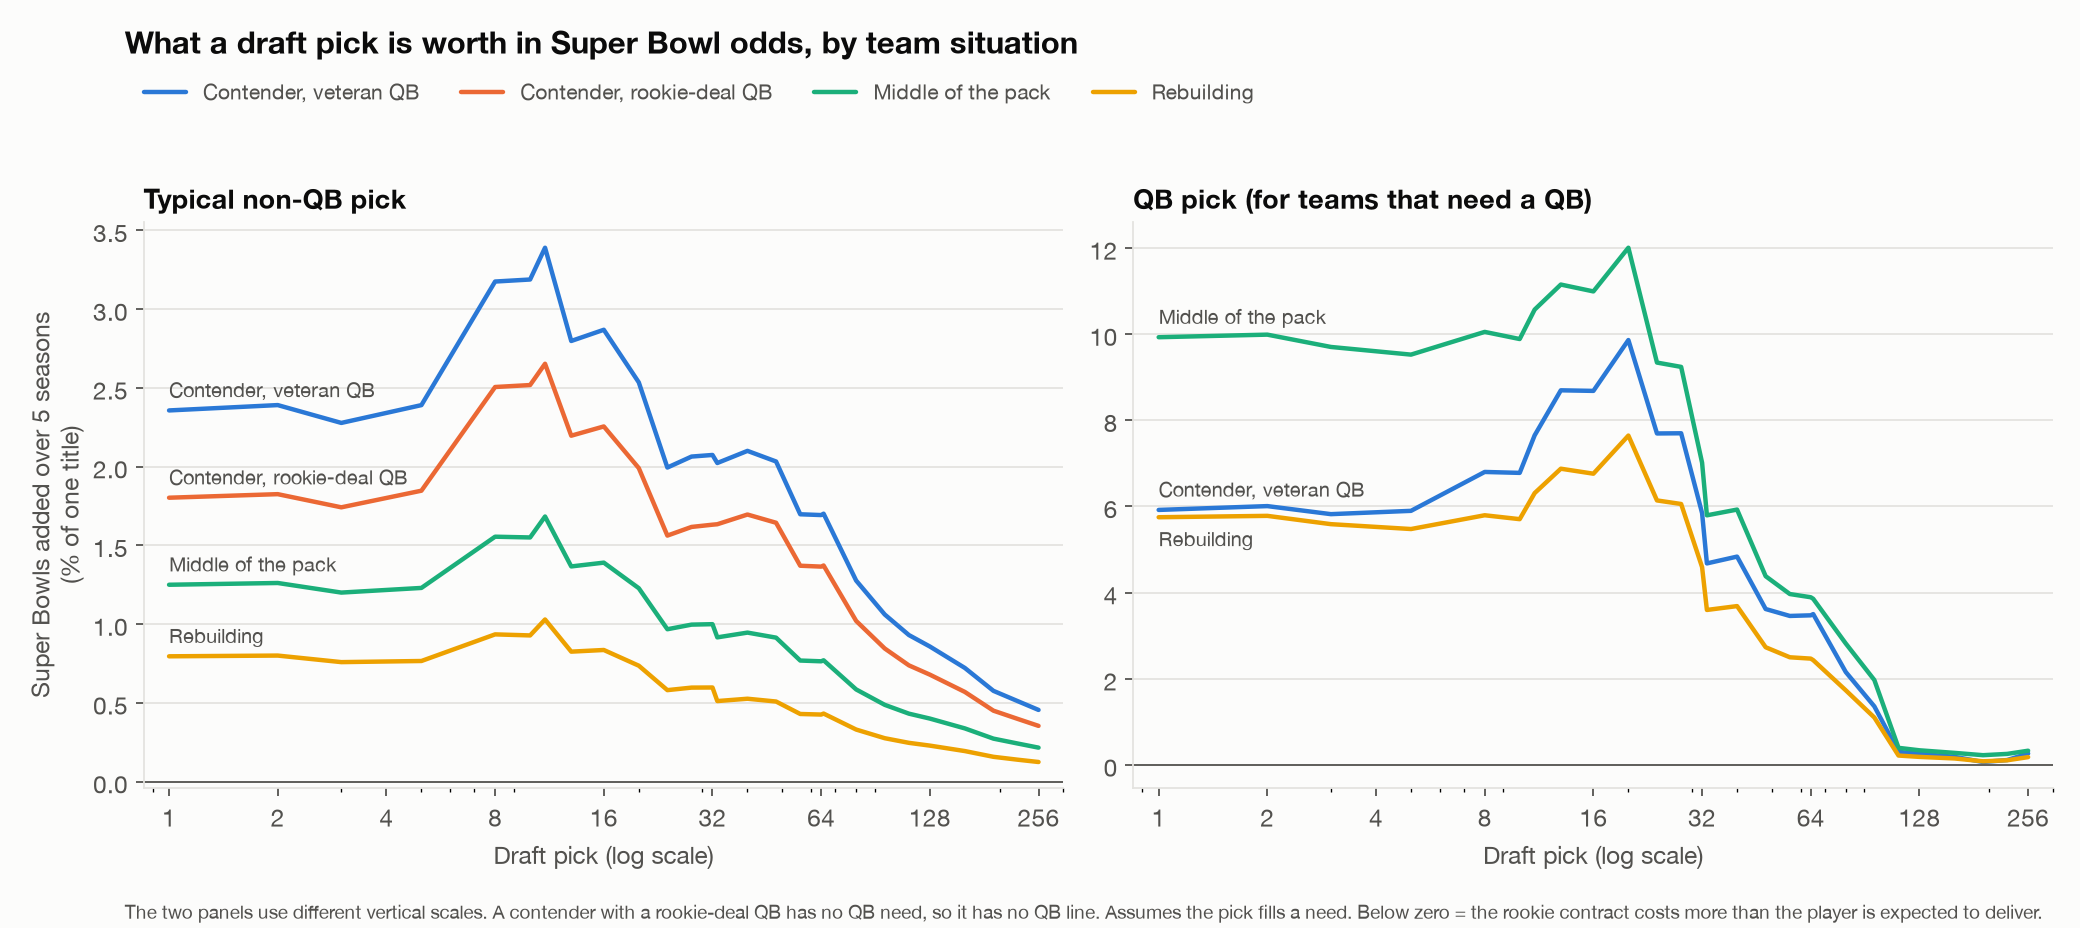 What a draft pick is worth in Super Bowl odds, by team situation
Contender, veteran QB
Contender, rookie-deal QB
Middle of the pack
Rebuilding
Typical non-QB pick
Super Bowls added over 5 seasons
(% of one title)
3.5
3.0
2.5
2.0
1.5
1.0
0.5
0.0
Contender, veteran QB
Contender, rookie-deal QB
Middle of the pack
Rebuilding
1 2 4 8 16 32 64 128 256
Draft pick (log scale)
QB pick (for teams that need a QB)
12
10
8
6
4
2
0
Middle of the pack
Contender, veteran QB
Rebuilding
1 2 4 8 16 32 64 128 256
Draft pick (log scale)
The two panels use different vertical scales. A contender with a rookie-deal QB has no QB need, so it has no QB line. Assumes the pick fills a need. Below zero = the rookie contract costs more than the player is expected to deliver.